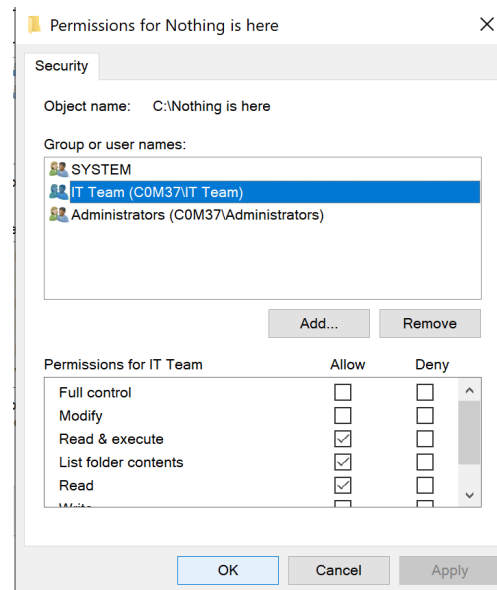 Permissions for Nothing is here
Security
Object name: C:\Nothing is here
Group or user names:
SYSTEM
IT Team (C0M37\IT Team)
Administrators (C0M37\Administrators)
Add... Remove
Permissions for IT Team Allow Deny
Full control
Modify
Read & execute
List folder contents
Read
Write
OK Cancel Apply